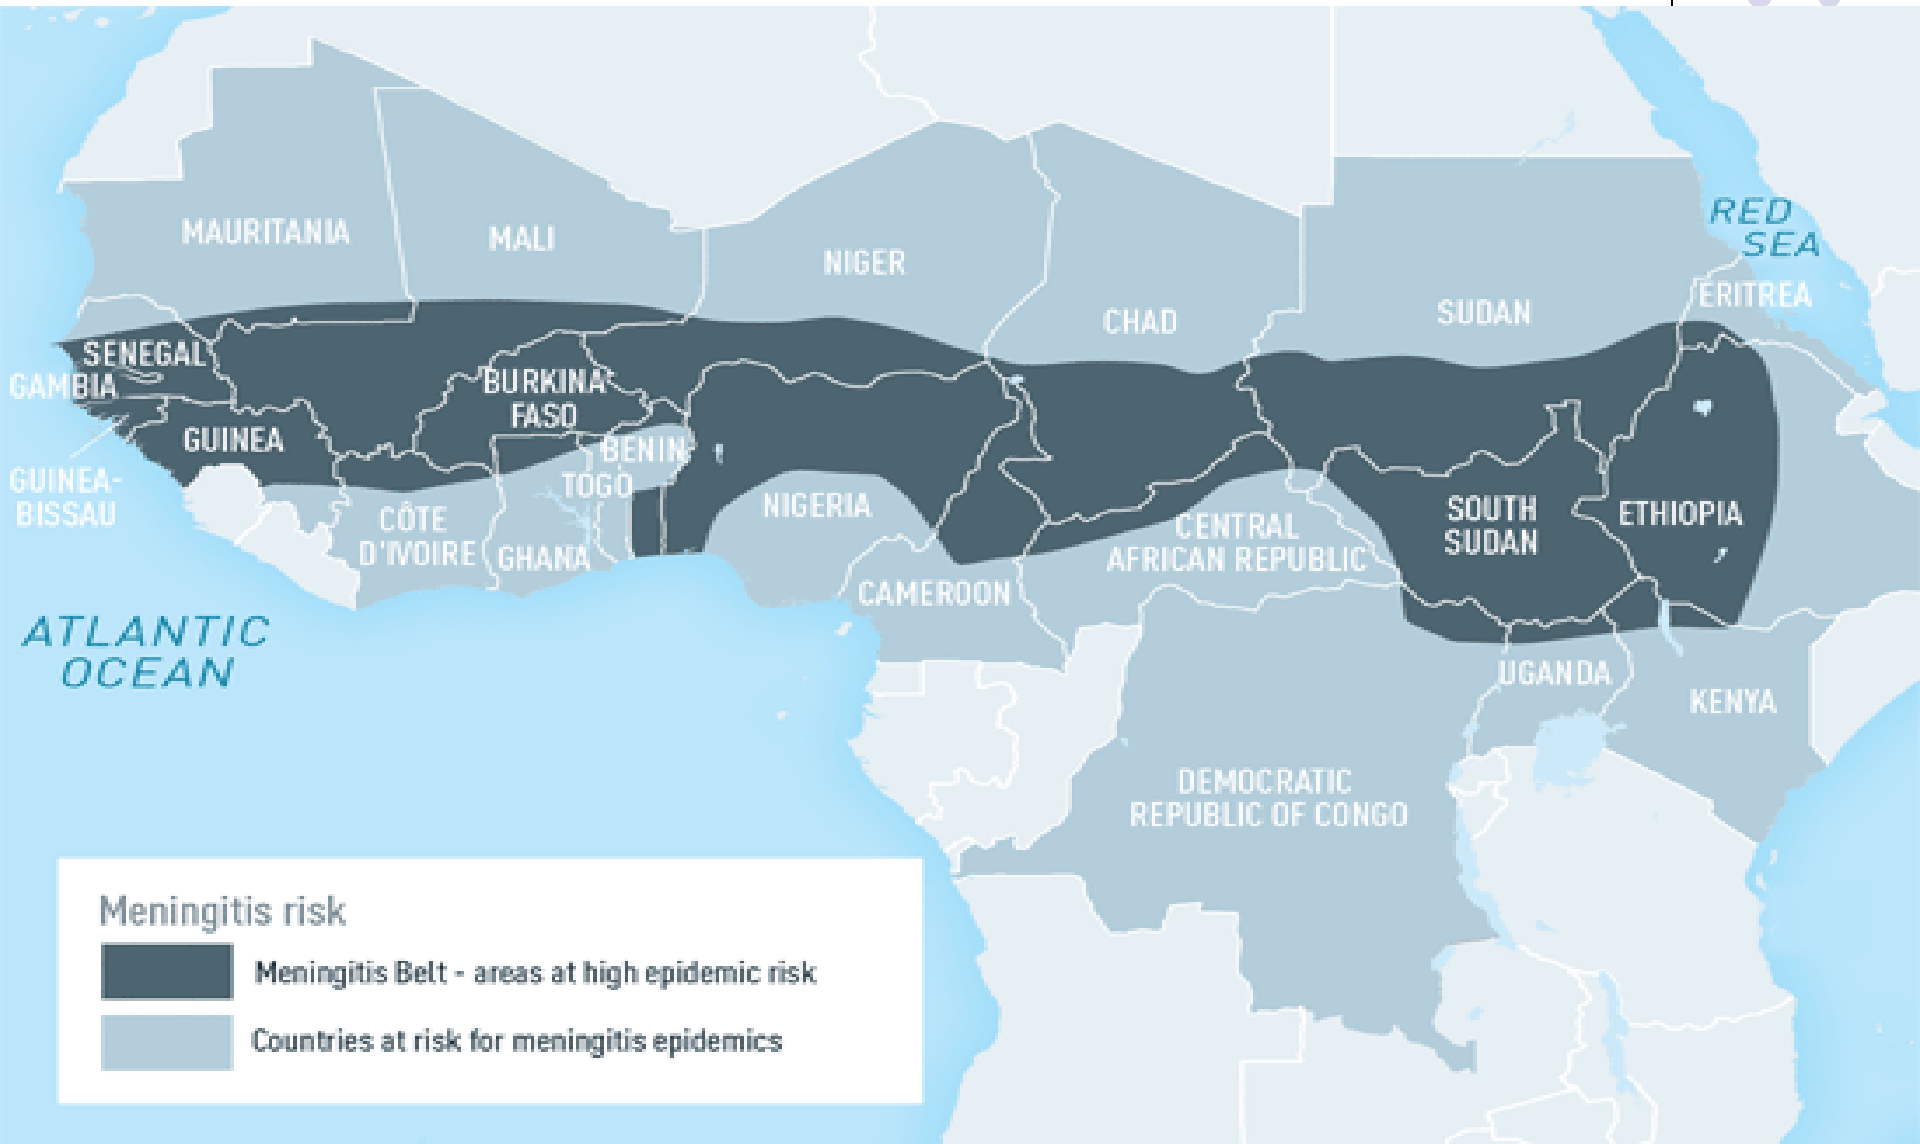 RED
SEA
MAURITANIA
MALI
NIGER
CHAD
SUDAN
ERITREA
SENEGAL
GAMBIA
BURKINA
FASO
GUINEA
BENIN
TOGO
GUINEA-
BISSAU
CÔTE
D'IVOIRE
GHANA
NIGERIA
CENTRAL
AFRICAN REPUBLIC
SOUTH
SUDAN
ETHIOPIA
CAMEROON
ATLANTIC
OCEAN
UGANDA
KENYA
DEMOCRATIC
REPUBLIC OF CONGO
Meningitis risk
Meningitis Belt - areas at high epidemic risk
Countries at risk for meningitis epidemics